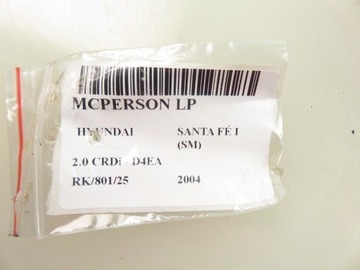 MCPERSON LP
HYUNDAI SANTA FÉ I
(SM)
2.0 CRDi - D4EA
RK/801/25 2004